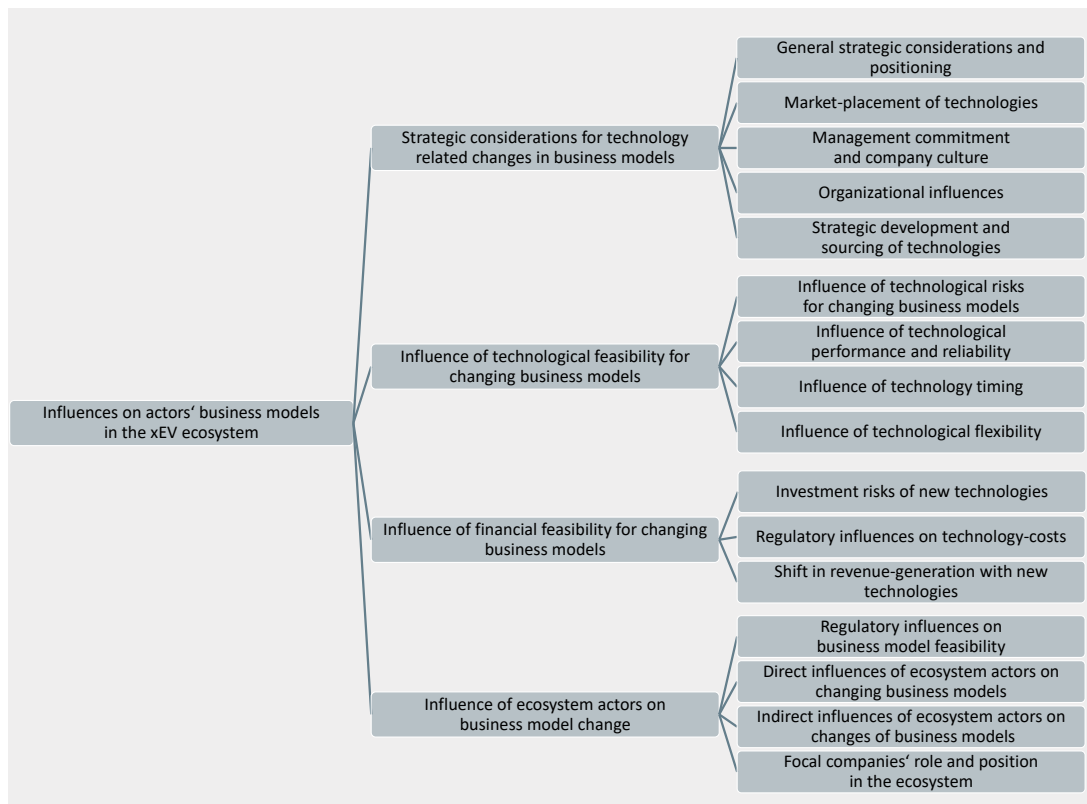 Influences on actors‘ business models
in the xEV ecosystem
Strategic considerations for technology
related changes in business models
General strategic considerations and
positioning
Market-placement of technologies
Management commitment
and company culture
Organizational influences
Strategic development and
sourcing of technologies
Influence of technological feasibility for
changing business models
Influence of technological risks
for changing business models
Influence of technological
performance and reliability
Influence of technology timing
Influence of technological flexibility
Influence of financial feasibility for changing
business models
Investment risks of new technologies
Regulatory influences on technology-costs
Shift in revenue-generation with new
technologies
Influence of ecosystem actors on
business model change
Regulatory influences on
business model feasibility
Direct influences of ecosystem actors on
changing business models
Indirect influences of ecosystem actors on
changes of business models
Focal companies‘ role and position
in the ecosystem